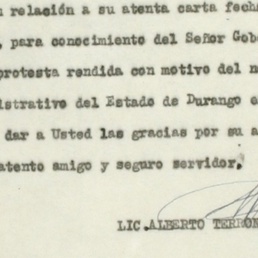 relación a su atenta carta fech
, para conocimiento del Señor Gob
protesta rendida con motivo del n
istrativo del Estado de Durango e
dar a Usted las gracias por su a
atento amigo y seguro servidor.
LIC. ALBERTO TERRON